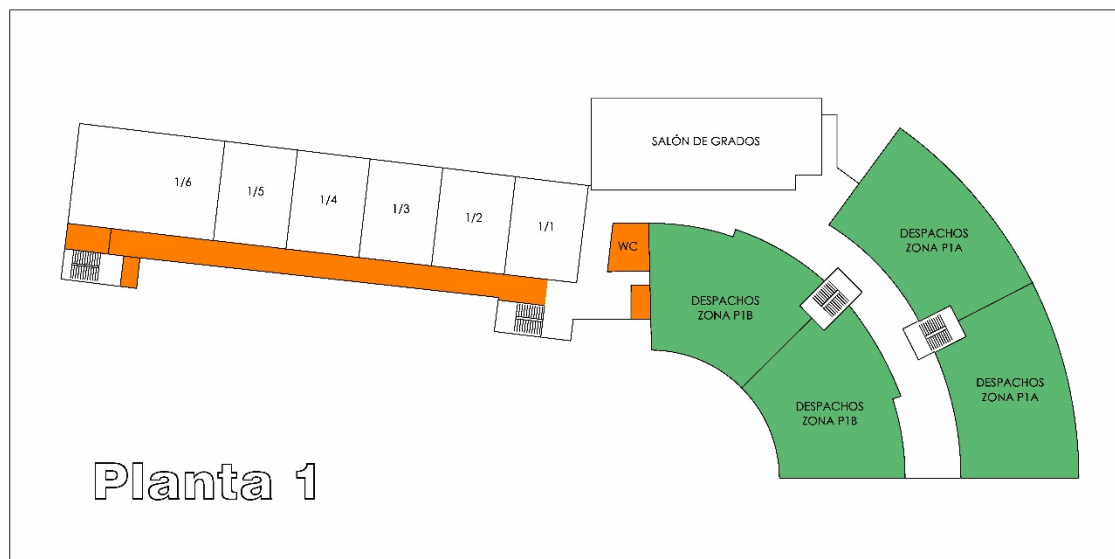 SALÓN DE GRADOS
1/6
1/5
1/4
1/3
1/2
1/1
WC
DESPACHOS
ZONA P1A
DESPACHOS
ZONA P1B
DESPACHOS
ZONA P1A
DESPACHOS
ZONA P1B
Planta 1